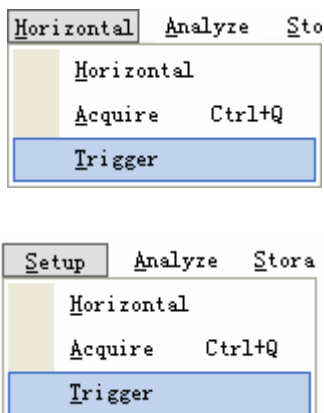 Horizontal Analyze Sto
Horizontal
Acquire Ctrl+Q
Trigger
Setup Analyze Stora
Horizontal
Acquire Ctrl+Q
Trigger